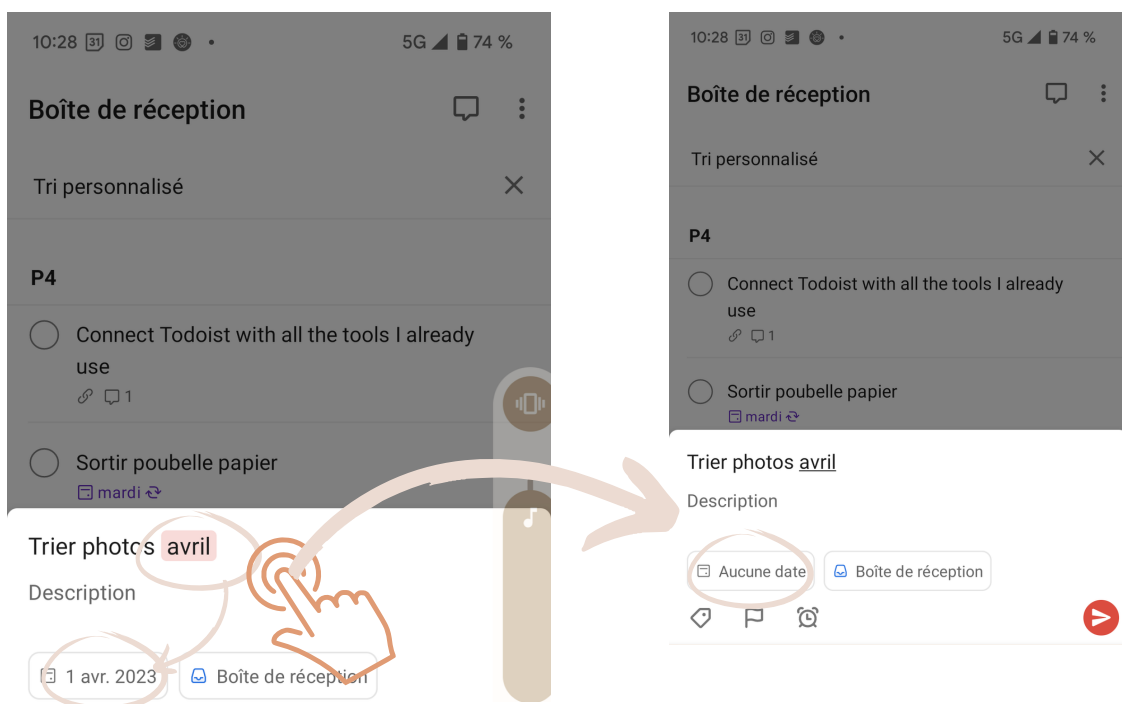 10:28 31 5G 74 %
Boîte de réception
Tri personnalisé
P4
Connect Todoist with all the tools I already
use
1
Sortir poubelle papier
mardi
Trier photos avril
Description
1 avr. 2023 Boîte de réception
10:28 31 5G 74 %
Boîte de réception
Tri personnalisé
P4
Connect Todoist with all the tools I already
use
1
Sortir poubelle papier
mardi
Trier photos avril
Description
Aucune date Boîte de réception